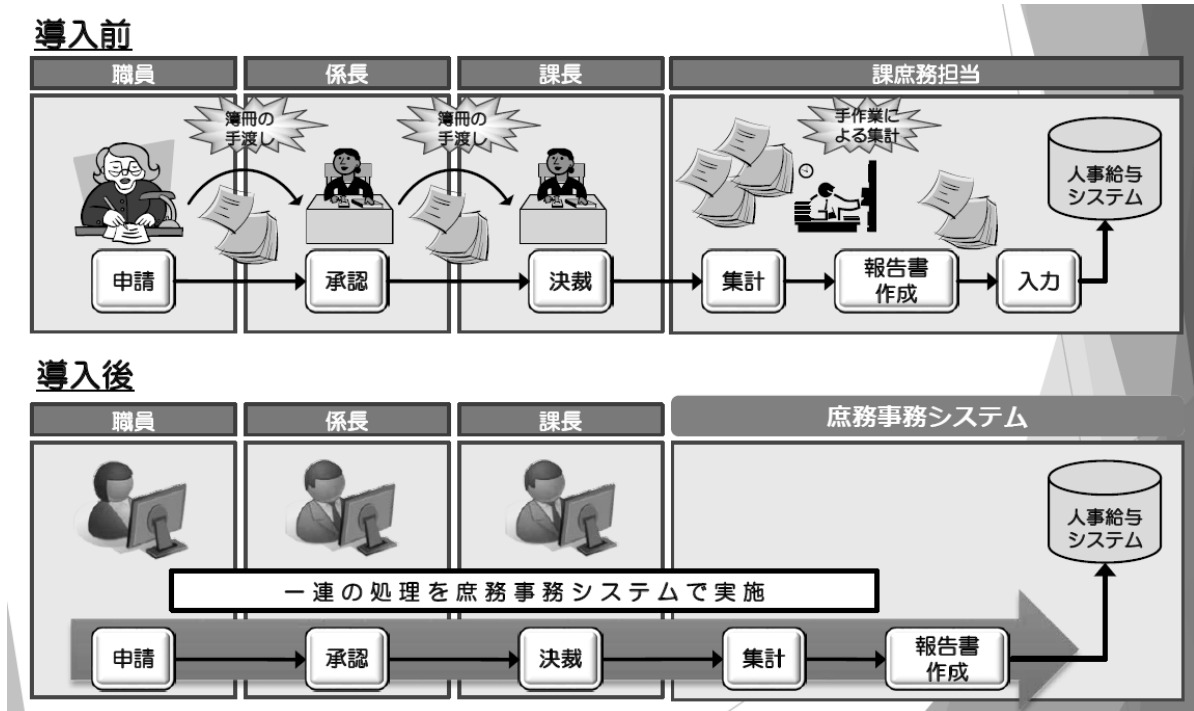 導入前
職員
係長
課長
課庶務担当
簿冊の
手渡し
簿冊の
手渡し
手作業に
よる集計
人事給与
システム
申請
承認
決裁
集計
報告書
作成
入力
導入後
職員
係長
課長
庶務事務システム
人事給与
システム
一連の処理を庶務事務システムで実施
申請
承認
決裁
集計
報告書
作成